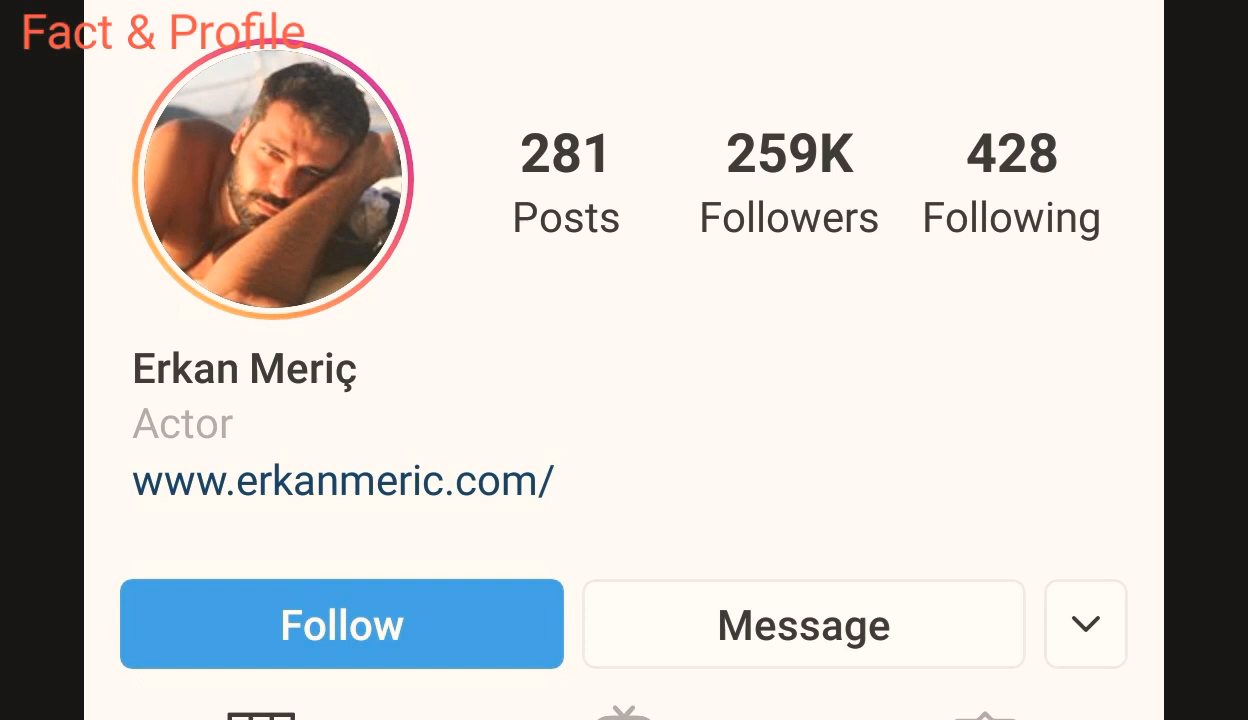 Fact & Profile
281 259K 428
Posts Followers Following
Erkan Meriç
Actor
www.erkanmeric.com/
Follow Message